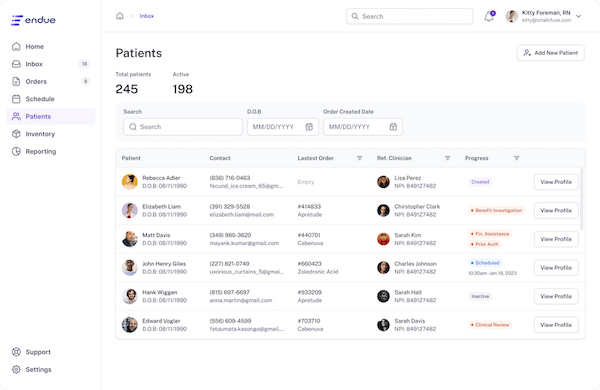 endue
Inbox
Search
5
Kitty Foreman, RN
kitty@totalinfuse.com
Home
Inbox
18
Orders
8
Schedule
Patients
Inventory
Reporting
Support
Settings
Patients
Add New Patient
Total patients
Active
245
198
Search
D.O.B
Order Created Date
Search
MM/DD/YYYY
MM/DD/YYYY
Patient
Contact
Lastest Order
Ref. Clinician
Progress
Rebecca Adler
D.O.B: 08/11/1990
(838) 716-0463
fecund_ice.cream_65@gm...
Empty
Lisa Perez
NPI: 849127482
Created
View Profile
Elizabeth Liam
D.O.B: 08/11/1990
(391) 329-5528
elizabeth.liam@mail.com
#414833
Apretude
Chirstopher Clark
NPI: 849127482
Benefit Investigation
View Profile
Matt Davis
D.O.B: 08/11/1990
(349) 960-3620
mayank.kumar@gmail.com
#440701
Cabenuva
Sarah Kim
NPI: 849127482
Fin. Assistance
Prior Auth
View Profile
John Henry Giles
D.O.B: 08/11/1990
(227) 821-0749
uxorious_curtains_5@gmai...
#660423
Zoledronic Acid
Charles Johnson
NPI: 849127482
Scheduled
10:30am-Jan 19, 2023
View Profile
Hank Wiggen
D.O.B: 08/11/1990
(815) 697-6697
anna.martin@gmail.com
#933209
Apretude
Sarah Hall
NPI: 849127482
Inactive
View Profile
Edward Vogler
D.O.B: 08/11/1990
(556) 609-4599
fatoumata.kasongo@gmail.com
#703710
Cabenuva
Sarah Davis
NPI: 849127482
Clinical Review
View Profile